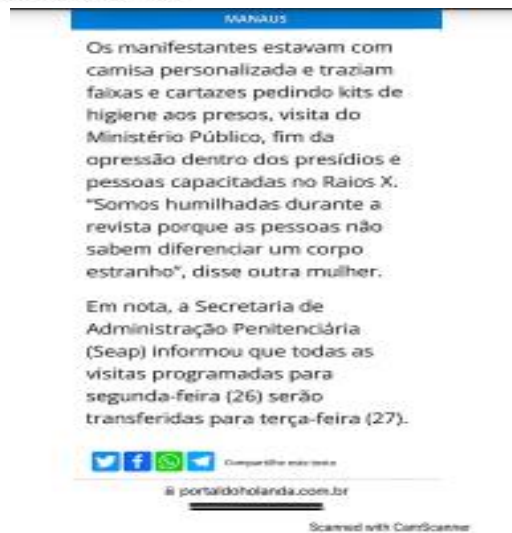 MANAUS
Os manifestantes estavam com
camisa personalizada e traziam
faixas e cartazes pedindo kits de
higiene aos presos, visita do
Ministério Público, fim da
opressão dentro dos presídios e
pessoas capacitadas no Raios X.
"Somos humilhadas durante a
revista porque as pessoas não
sabem diferenciar um corpo
estranho", disse outra mulher.
Em nota, a Secretaria de
Administração Penitenciária
(Seap) informou que todas as
visitas programadas para
segunda-feira (26) serão
transferidas para terça-feira (27).
Compartilhe este texto
portaldoholanda.com.br
Scanned with CamScanner